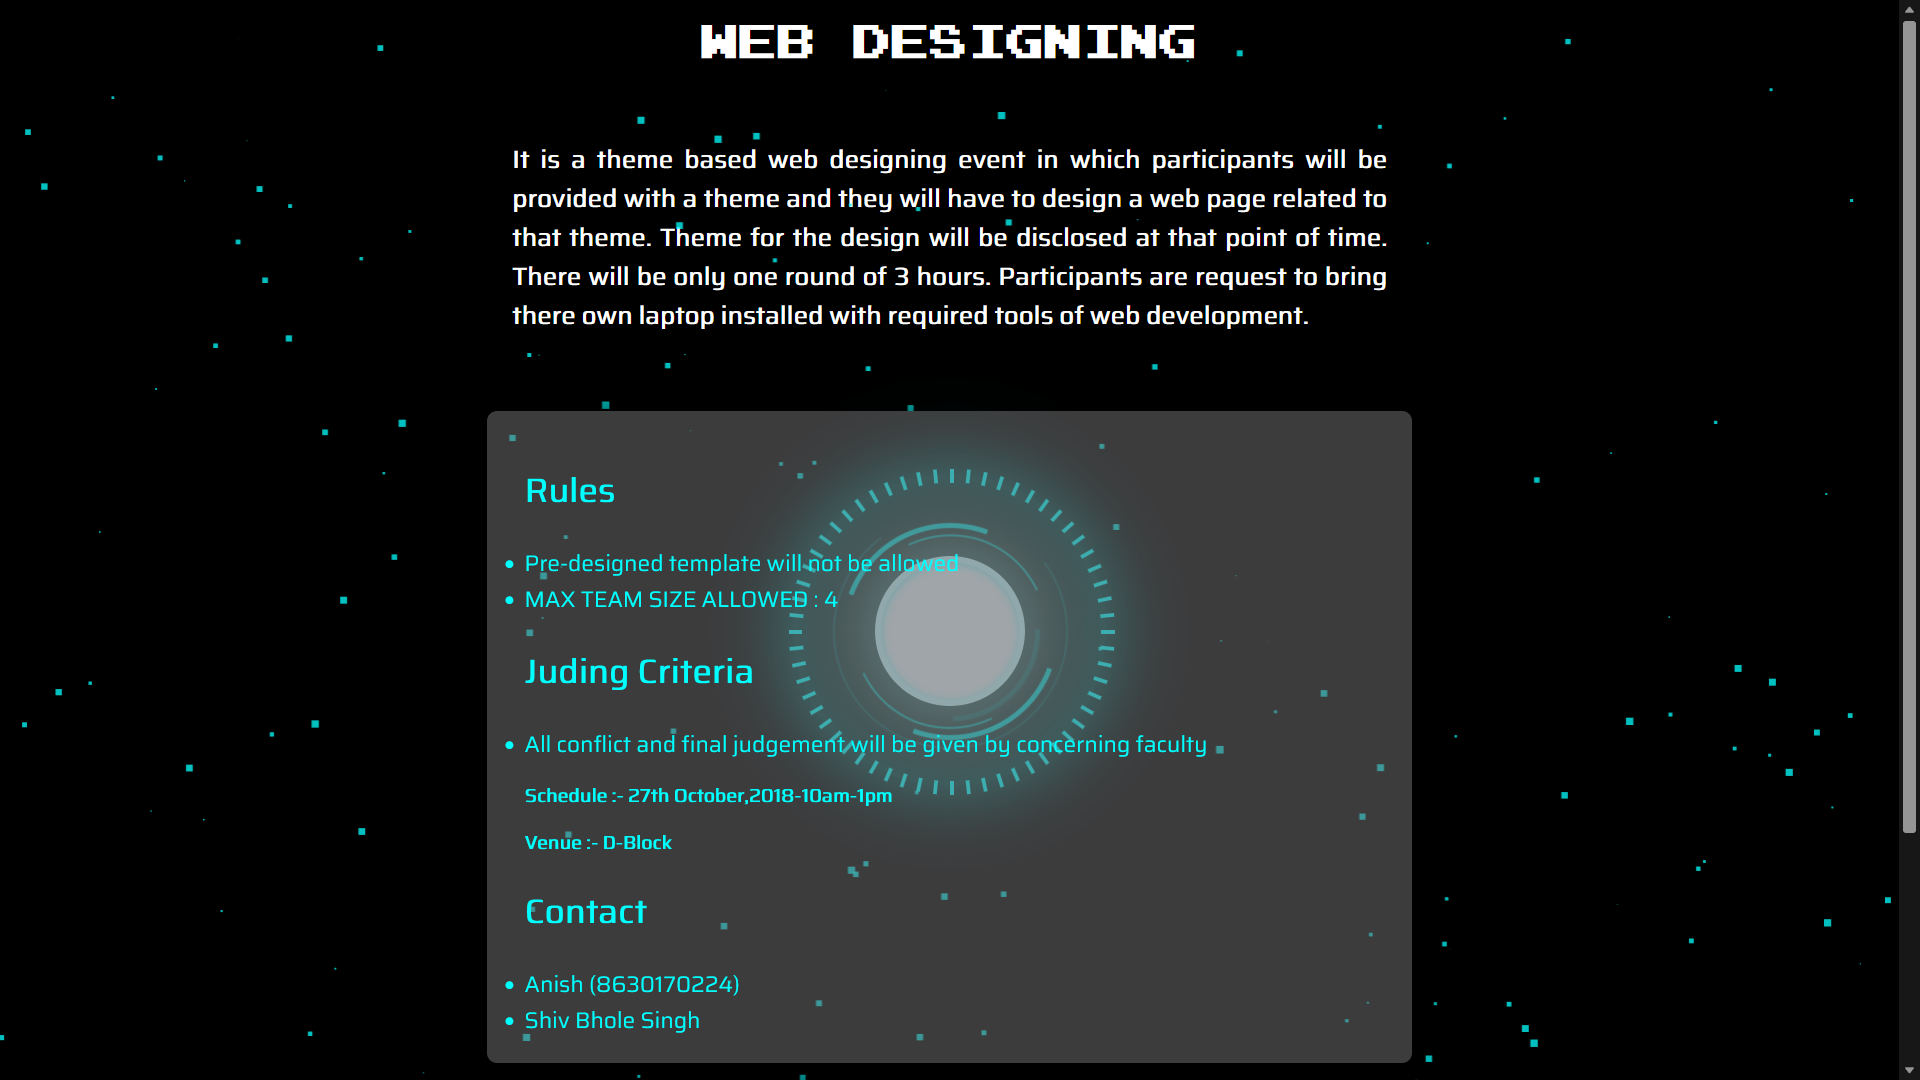 WEB DESIGNING
It is a theme based web designing event in which participants will be
provided with a theme and they will have to design a web page related to
that theme. Theme for the design will be disclosed at that point of time.
There will be only one round of 3 hours. Participants are request to bring
there own laptop installed with required tools of web development.
Rules
• Pre-designed template will not be allowed
• MAX TEAM SIZE ALLOWED : 4
Juding Criteria
• All conflict and final judgement will be given by concerning faculty
Schedule :- 27th October,2018-10am-1pm
Venue :- D-Block
Contact
• Anish (8630170224)
• Shiv Bhole Singh